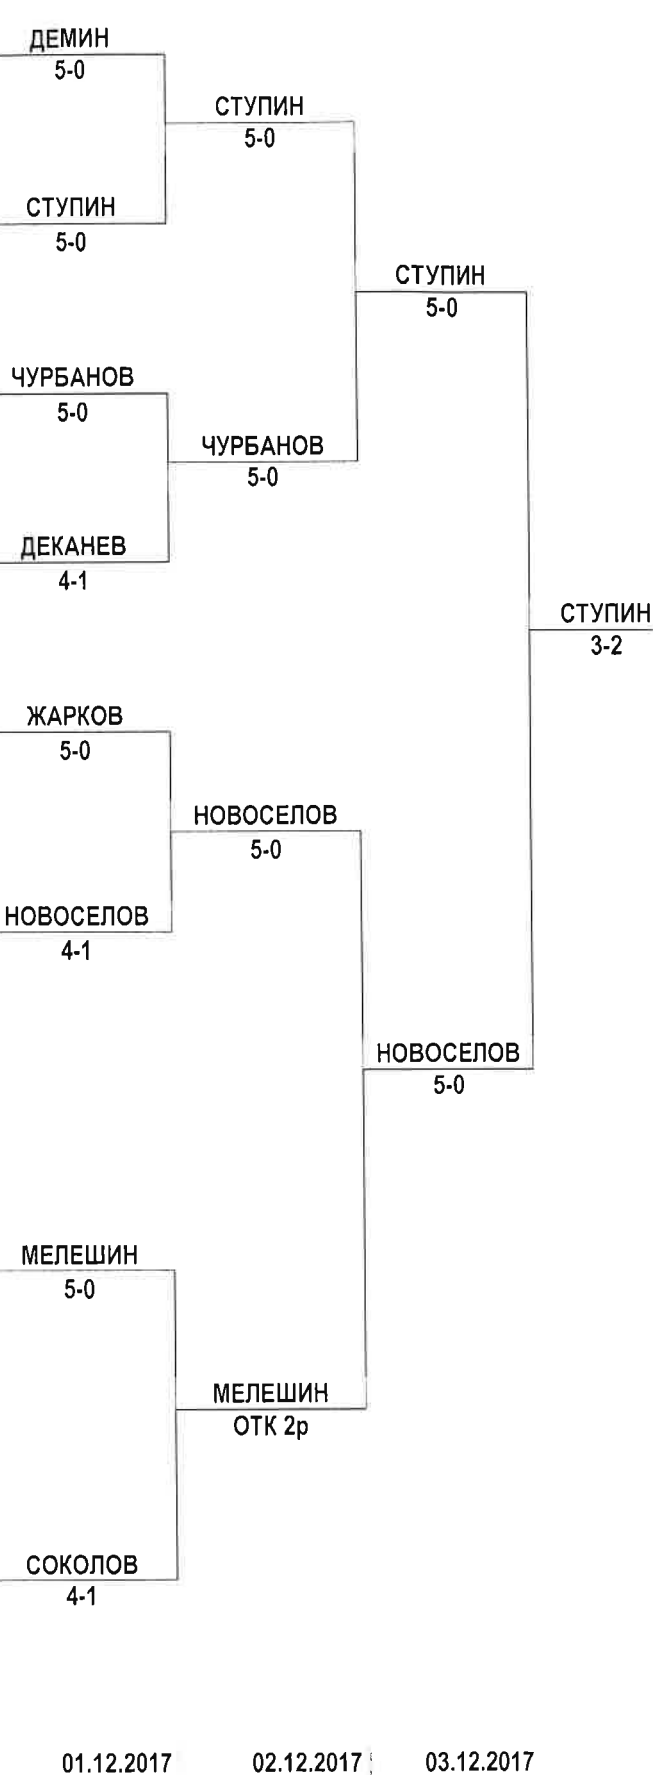 ДЕМИН
5-0
СТУПИН
5-0
СТУПИН
5-0
СТУПИН
5-0
ЧУРБАНОВ
5-0
ЧУРБАНОВ
5-0
ДЕКАНЕВ
4-1
СТУПИН
3-2
ЖАРКОВ
5-0
НОВОСЕЛОВ
5-0
НОВОСЕЛОВ
4-1
НОВОСЕЛОВ
5-0
МЕЛЕШИН
5-0
МЕЛЕШИН
ОТК 2р
СОКОЛОВ
4-1
01.12.2017 02.12.2017 03.12.2017